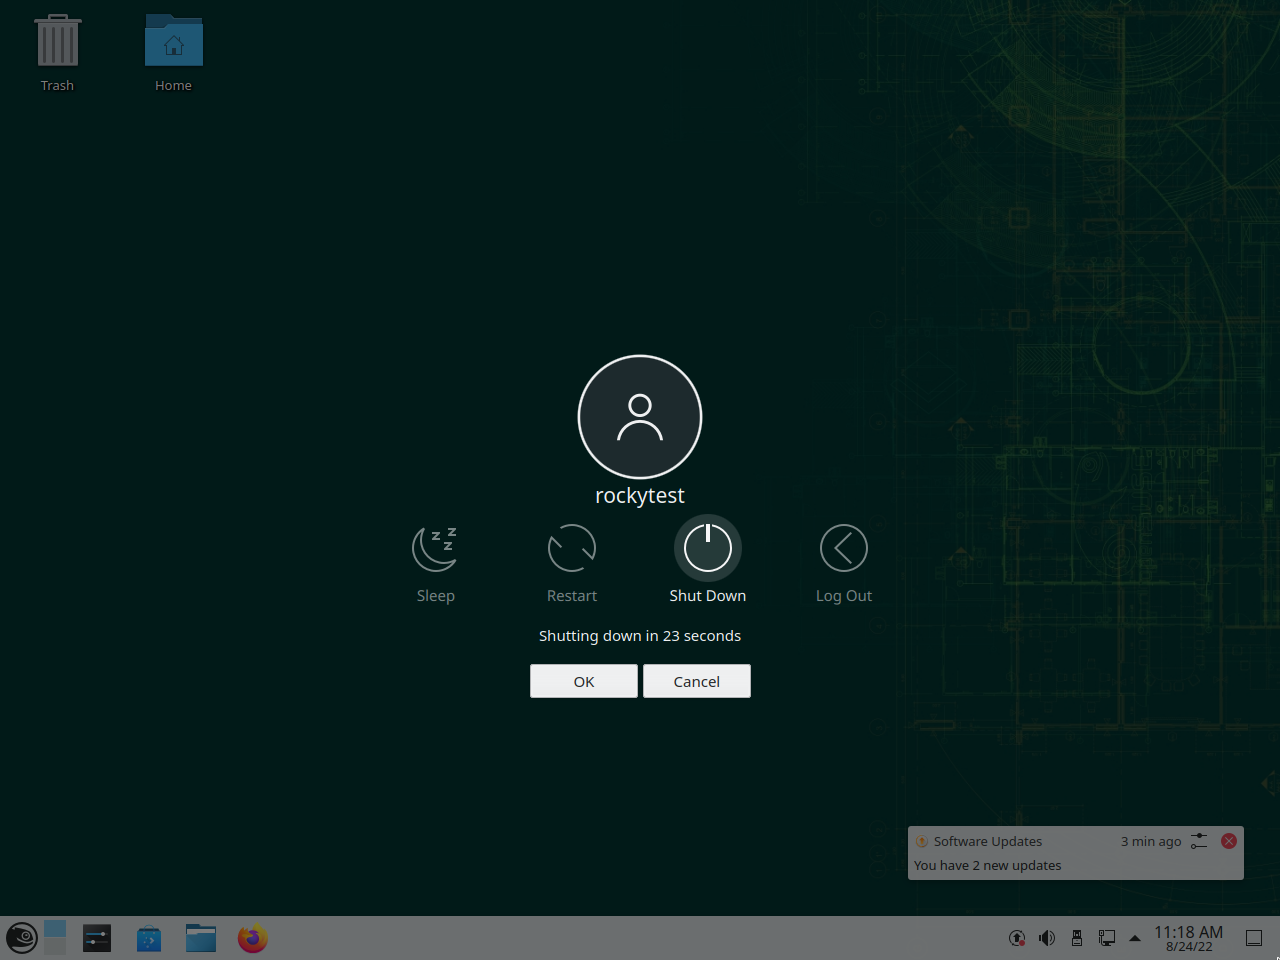 Trash
Home
rockytest
Sleep
Restart
Shut Down
Log Out
Shutting down in 23 seconds
OK
Cancel
Software Updates
3 min ago
You have 2 new updates
11:18 AM
8/24/22